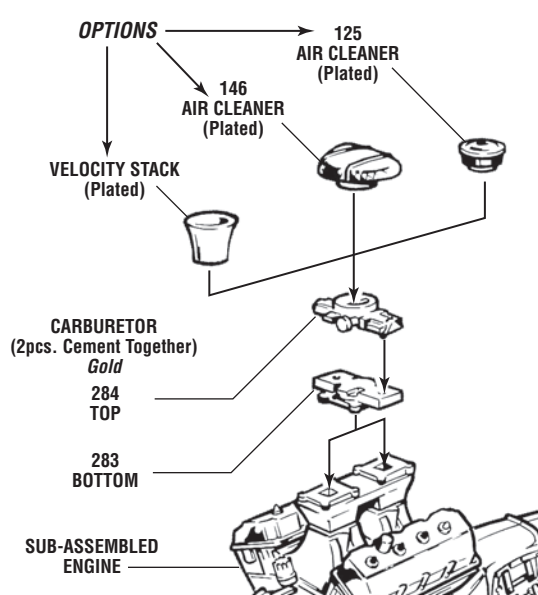 OPTIONS
125
AIR CLEANER
(Plated)
146
AIR CLEANER
(Plated)
VELOCITY STACK
(Plated)
CARBURETOR
(2pcs. Cement Together)
Gold
284
TOP
283
BOTTOM
SUB-ASSEMBLED
ENGINE